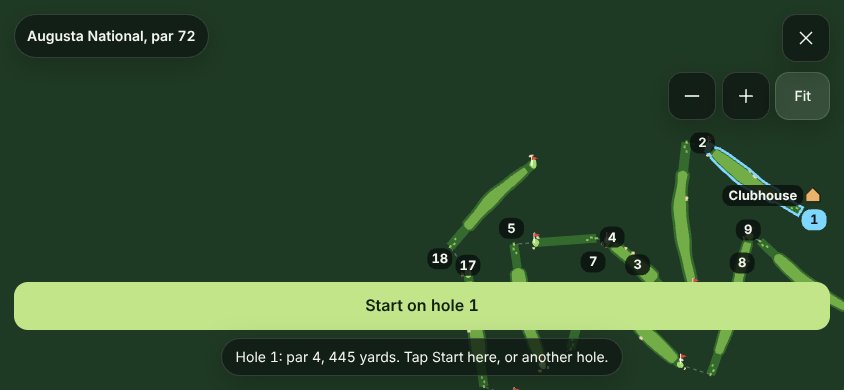 Augusta National, par 72
Fit
2
Clubhouse
1
5
4
9
18
17
7
3
8
Start on hole 1
Hole 1: par 4, 445 yards. Tap Start here, or another hole.